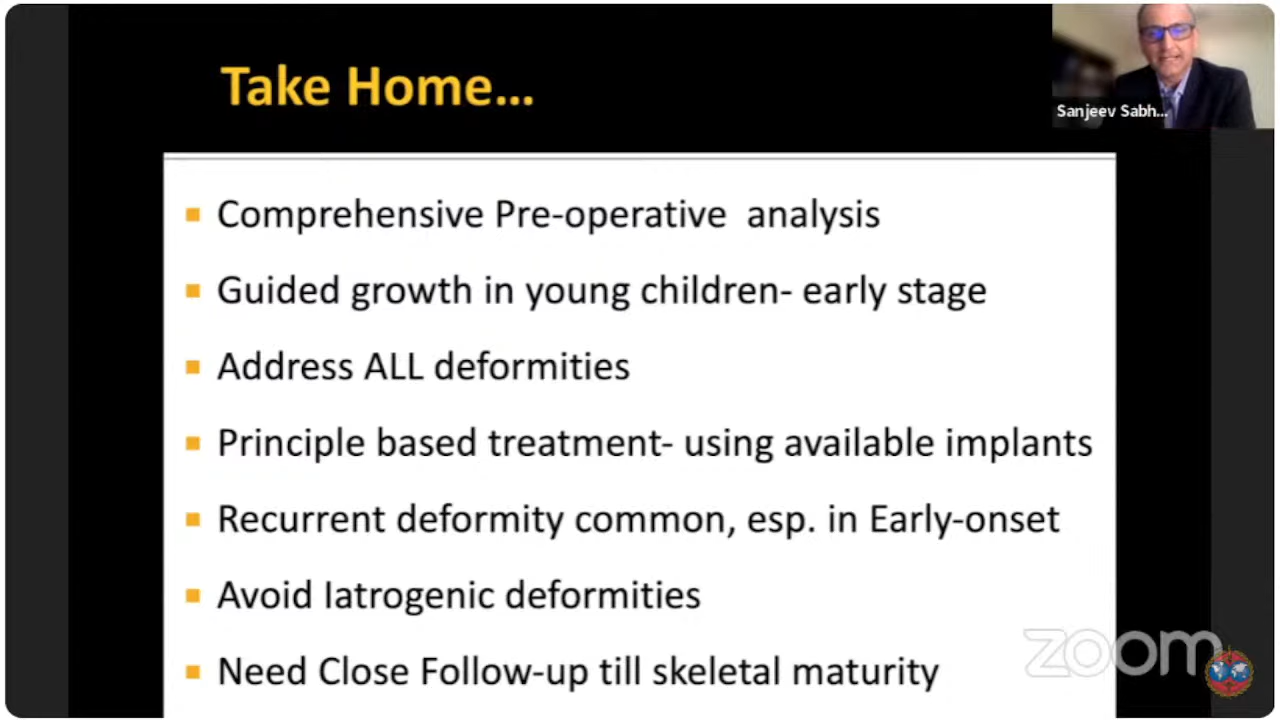 Take Home...
Sanjeev Sabh...
Comprehensive Pre-operative analysis
Guided growth in young children- early stage
Address ALL deformities
Principle based treatment- using available implants
Recurrent deformity common, esp. in Early-onset
Avoid Iatrogenic deformities
Need Close Follow-up till skeletal maturity
zoom